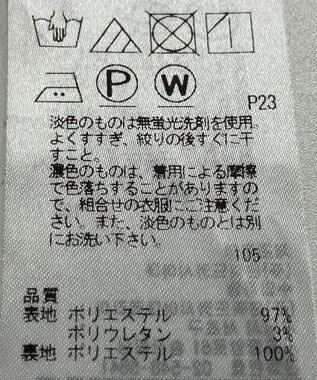 P W
P23
淡色のものは無蛍光洗剤を使用。
よくすすぎ、絞りの後すぐに干
すこと。
濃色のものは、着用による摩擦
で色落ちすることがありますの
で、組合せの衣服にご注意くだ
さい。また、淡色のものとは別
にお洗い下さい。
105
品質
表地 ポリエステル 97%
ポリウレタン 3%
裏地 ポリエステル 100%